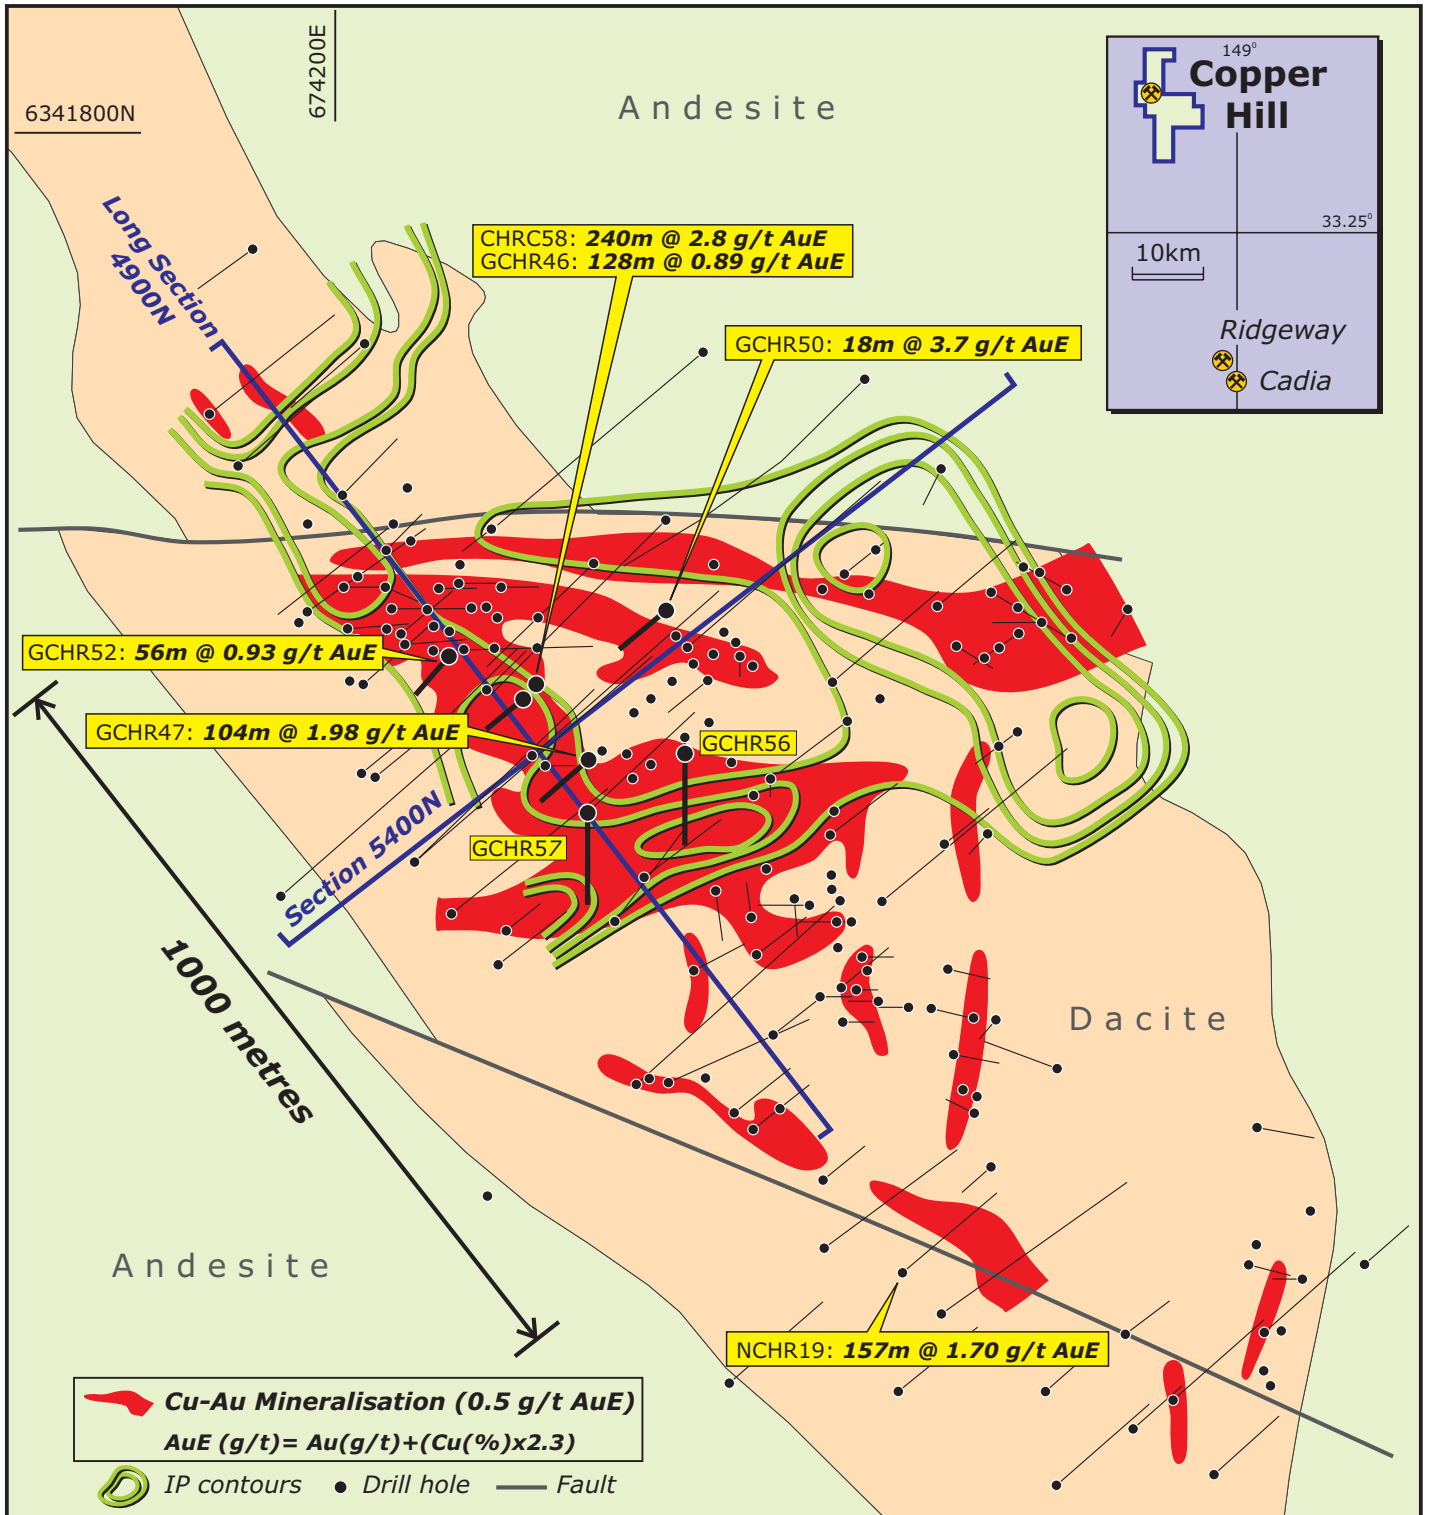 674200E
6341800N
Andesite
149⁰
Copper
Hill
33.25⁰
10km
Ridgeway
Cadia
Long Section
4900N
CHRC58: 240m @ 2.8 g/t AuE
GCHR46: 128m @ 0.89 g/t AuE
GCHR50: 18m @ 3.7 g/t AuE
GCHR52: 56m @ 0.93 g/t AuE
GCHR47: 104m @ 1.98 g/t AuE
GCHR56
GCHR57
Section 5400N
1000 metres
Dacite
Andesite
NCHR19: 157m @ 1.70 g/t AuE
Cu-Au Mineralisation (0.5 g/t AuE)
AuE (g/t)= Au(g/t)+(Cu(%)x2.3)
IP contours
Drill hole
Fault